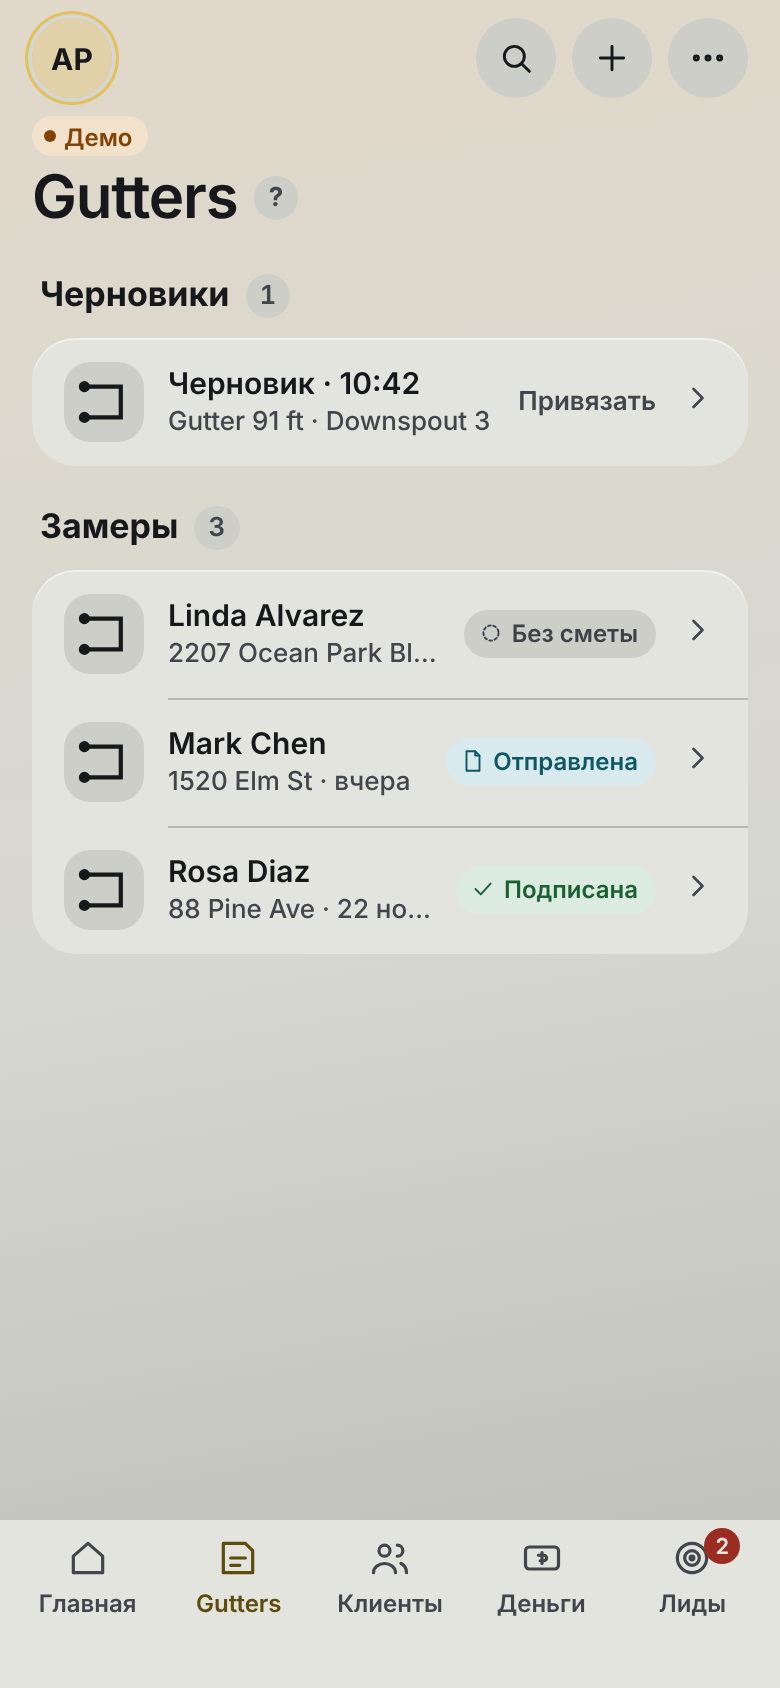 AP
Демо
Gutters ?
Черновики 1
Черновик · 10:42
Gutter 91 ft · Downspout 3
Привязать
Замеры 3
Linda Alvarez
2207 Ocean Park Bl...
Без сметы
Mark Chen
1520 Elm St · вчера
Отправлена
Rosa Diaz
88 Pine Ave · 22 но...
Подписана
2
Главная Gutters Клиенты Деньги Лиды